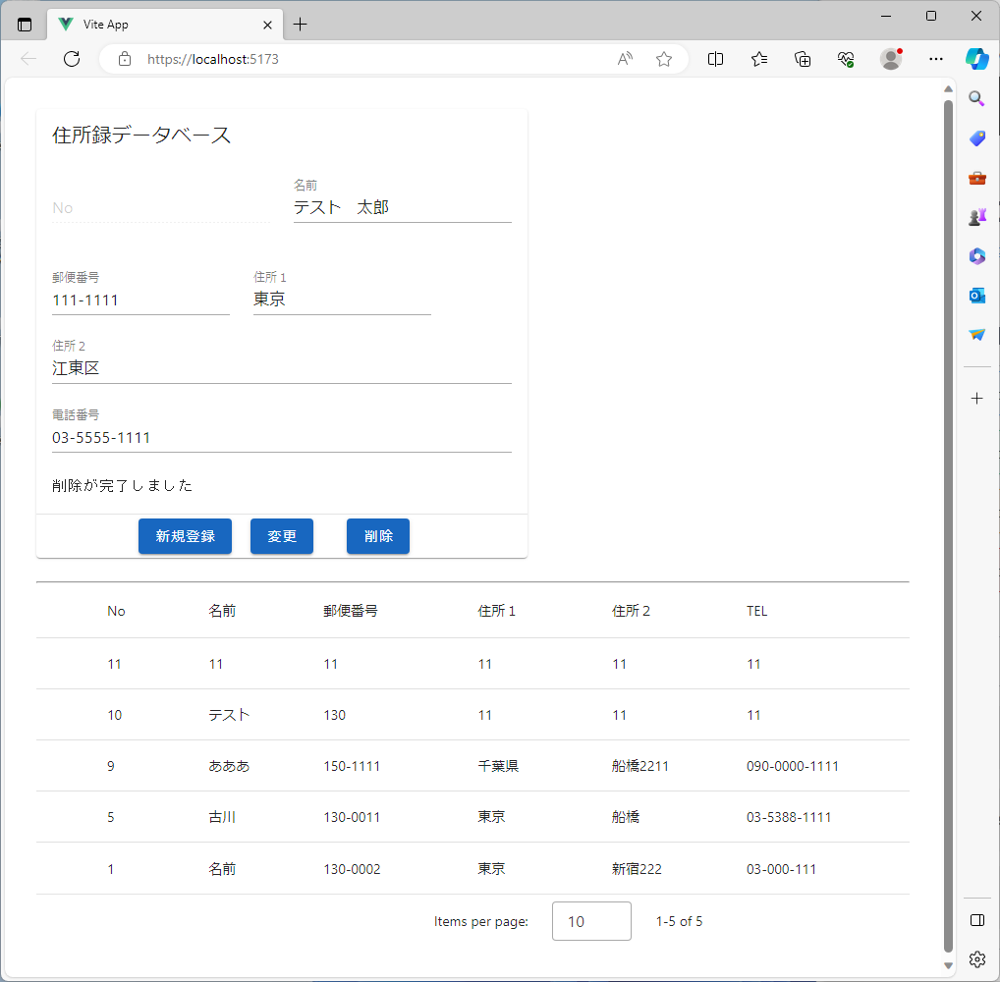 Vite App
https://localhost:5173
住所録データベース
No
名前
テスト　太郎
郵便番号
111-1111
住所１
東京
住所２
江東区
電話番号
03-5555-1111
削除が完了しました
新規登録 変更 削除
No 名前 郵便番号 住所１ 住所２ TEL
11 11 11 11 11 11
10 テスト 130 11 11 11
9 あああ 150-1111 千葉県 船橋2211 090-0000-1111
5 古川 130-0011 東京 船橋 03-5388-1111
1 名前 130-0002 東京 新宿222 03-000-111
Items per page: 10 1-5 of 5